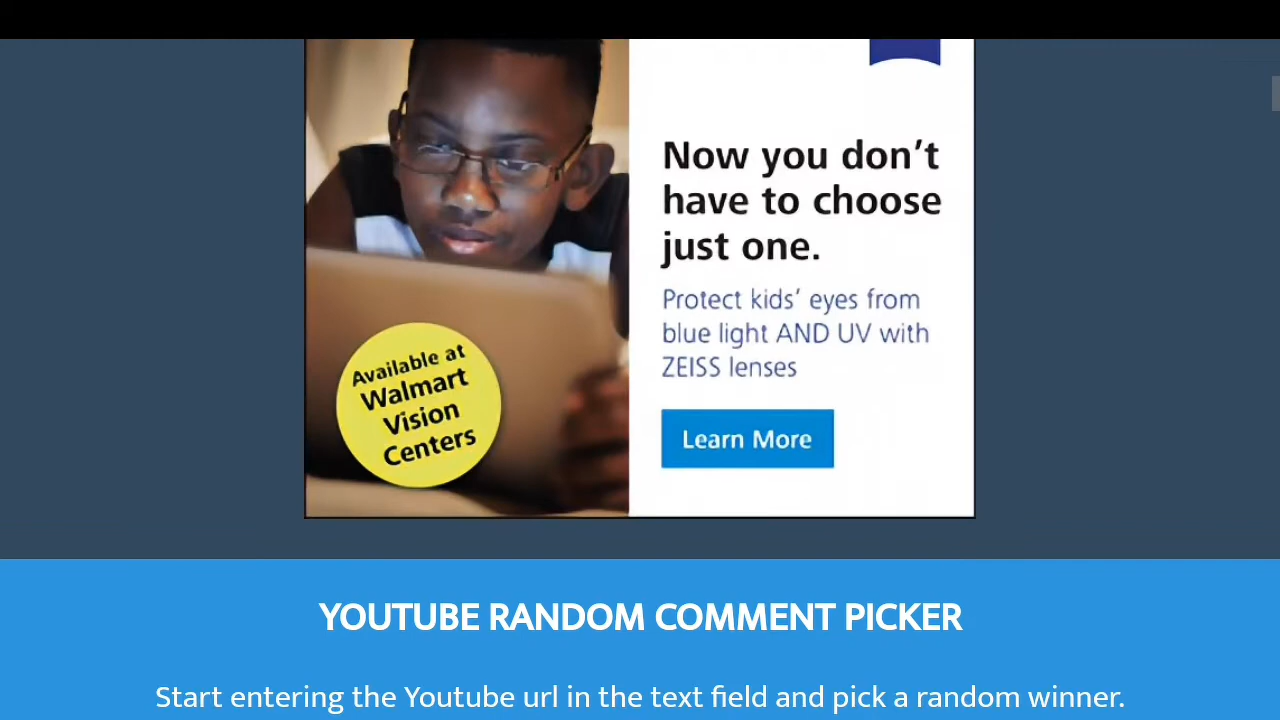 Now you don't
have to choose
just one.
Protect kids' eyes from
blue light AND UV with
ZEISS lenses
Learn More
Available at
Walmart
Vision
Centers
YOUTUBE RANDOM COMMENT PICKER
Start entering the Youtube url in the text field and pick a random winner.